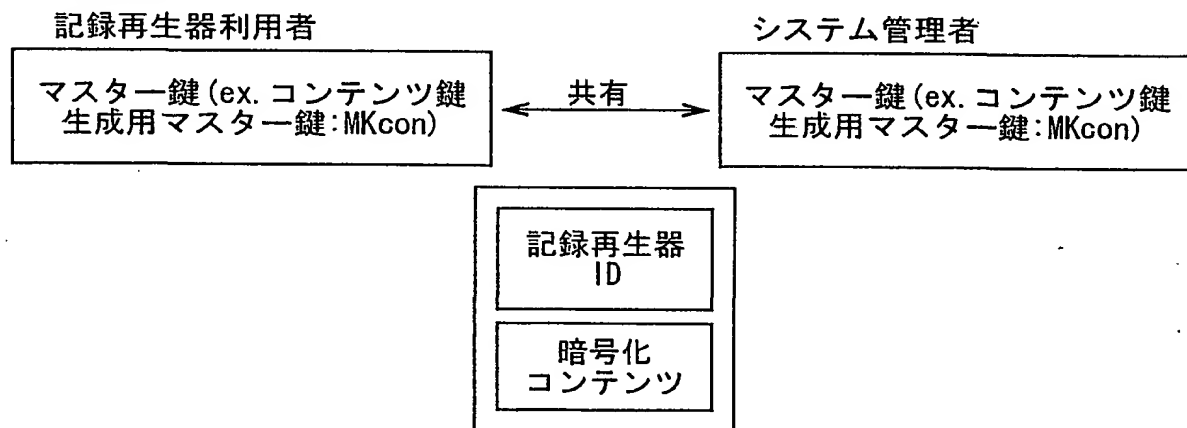 記録再生器利用者
システム管理者
マスター鍵(ex.コンテンツ鍵
生成用マスター鍵:MKcon)
共有
マスター鍵(ex.コンテンツ鍵
生成用マスター鍵:MKcon)
記録再生器
ID
暗号化
コンテンツ